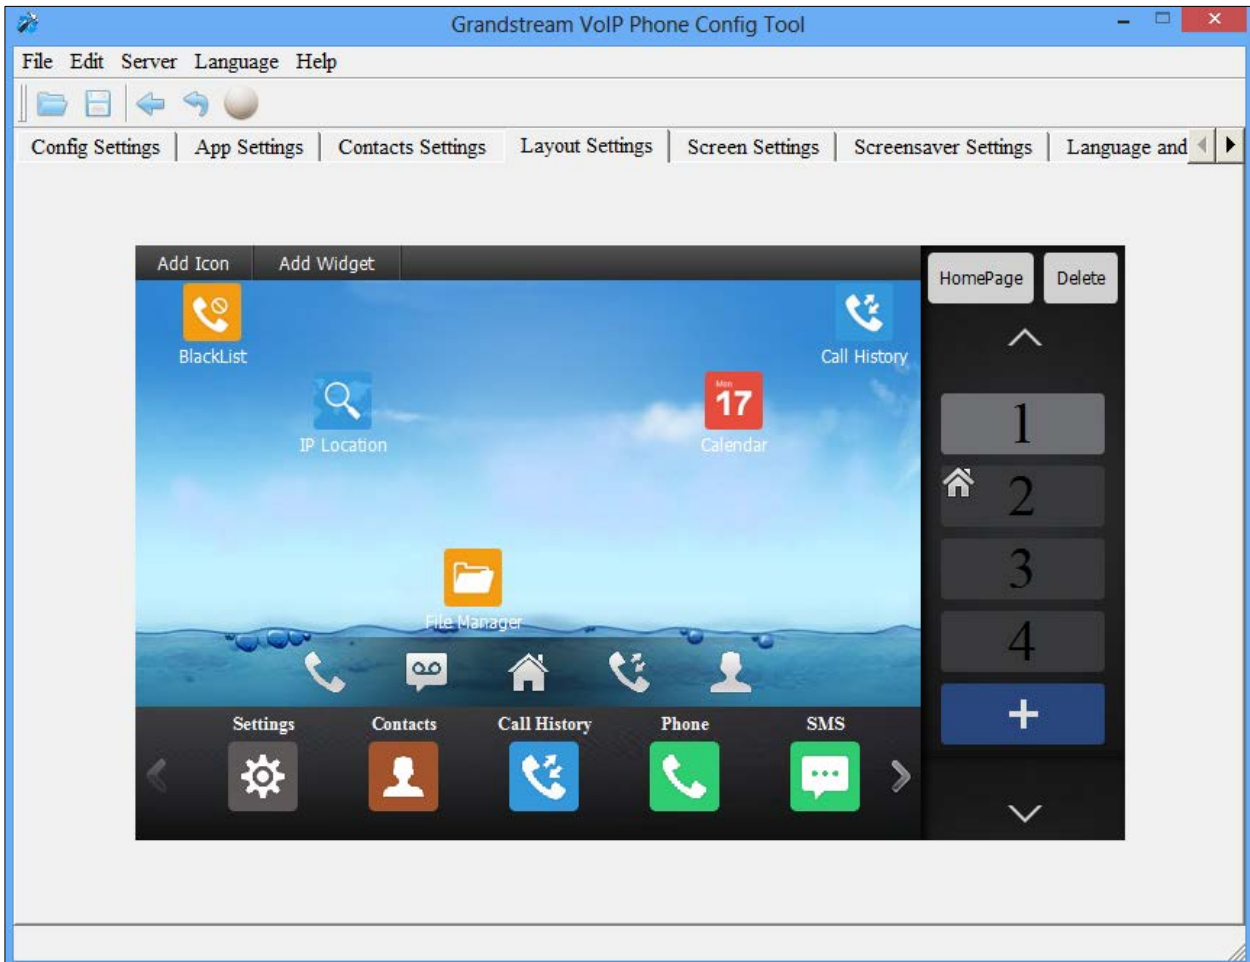 Grandstream VoIP Phone Config Tool
File Edit Server Language Help
Config Settings App Settings Contacts Settings Layout Settings Screen Settings Screensaver Settings Language and
Add Icon Add Widget
HomePage Delete
BlackList
Call History
IP Location
Mon
17
Calendar
File Manager
1
2
3
4
+
Settings Contacts Call History Phone SMS